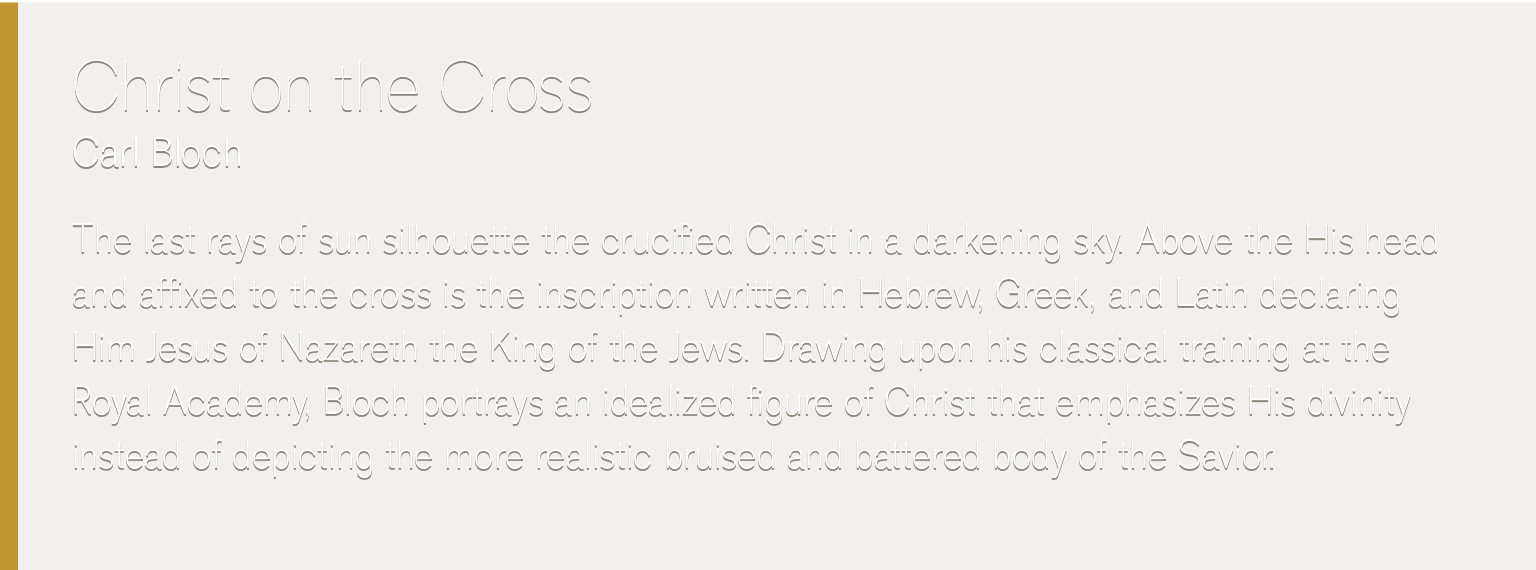 Christ on the Cross
Carl Bloch
The last rays of sun silhouette the crucified Christ in a darkening sky. Above the His head
and affixed to the cross is the inscription written in Hebrew, Greek, and Latin declaring
Him Jesus of Nazareth the King of the Jews. Drawing upon his classical training at the
Royal Academy, Bloch portrays an idealized figure of Christ that emphasizes His divinity
instead of depicting the more realistic bruised and battered body of the Savior.